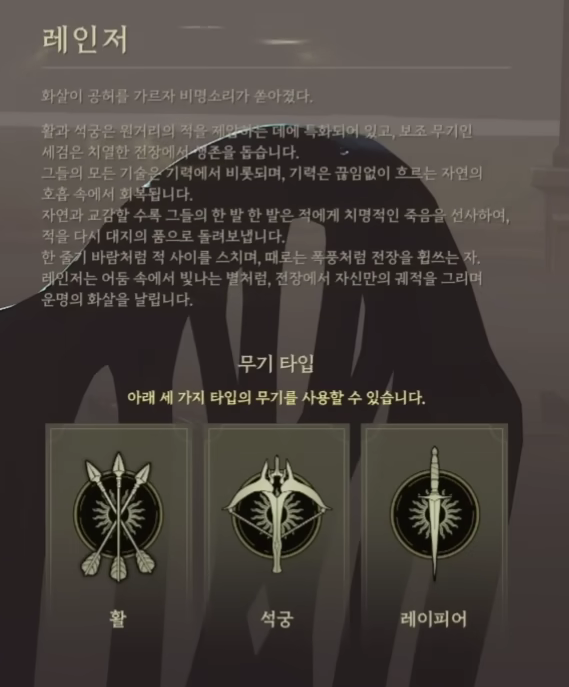 레인저
화살이 공허를 가르자 비명소리가 쏟아졌다.
활과 석궁은 원거리의 적을 제압하는 데에 특화되어 있고, 보조 무기인
세검은 치열한 전장에서 생존을 돕습니다.
그들의 모든 기술은 기력에서 비롯되며, 기력은 끊임없이 흐르는 자연의
호흡 속에서 회복됩니다.
자연과 교감할 수록 그들의 한 발 한 발은 적에게 치명적인 죽음을 선사하여,
적을 다시 대지의 품으로 돌려보냅니다.
한 줄기 바람처럼 적 사이를 스치며, 때로는 폭풍처럼 전장을 휩쓰는 자.
레인저는 어둠 속에서 빛나는 별처럼, 전장에서 자신만의 궤적을 그리며
운명의 화살을 날립니다.
무기 타입
아래 세 가지 타입의 무기를 사용할 수 있습니다.
활
석궁
레이피어